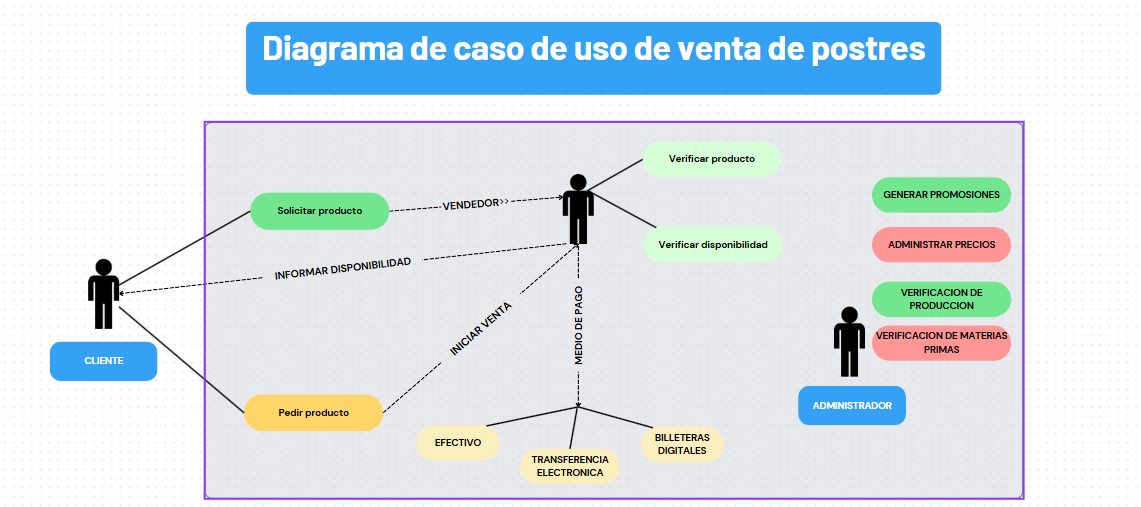 Diagrama de caso de uso de venta de postres
Verificar producto
GENERAR PROMOSIONES
Solicitar producto
VENDEDOR>>
Verificar disponibilidad
ADMINISTRAR PRECIOS
INFORMAR DISPONIBILIDAD
VERIFICACION DE
PRODUCCION
INICIAR VENTA
MEDIO DE PAGO
VERIFICACION DE MATERIAS
PRIMAS
CLIENTE
ADMINISTRADOR
Pedir producto
EFECTIVO
TRANSFERENCIA
ELECTRONICA
BILLETERAS
DIGITALES